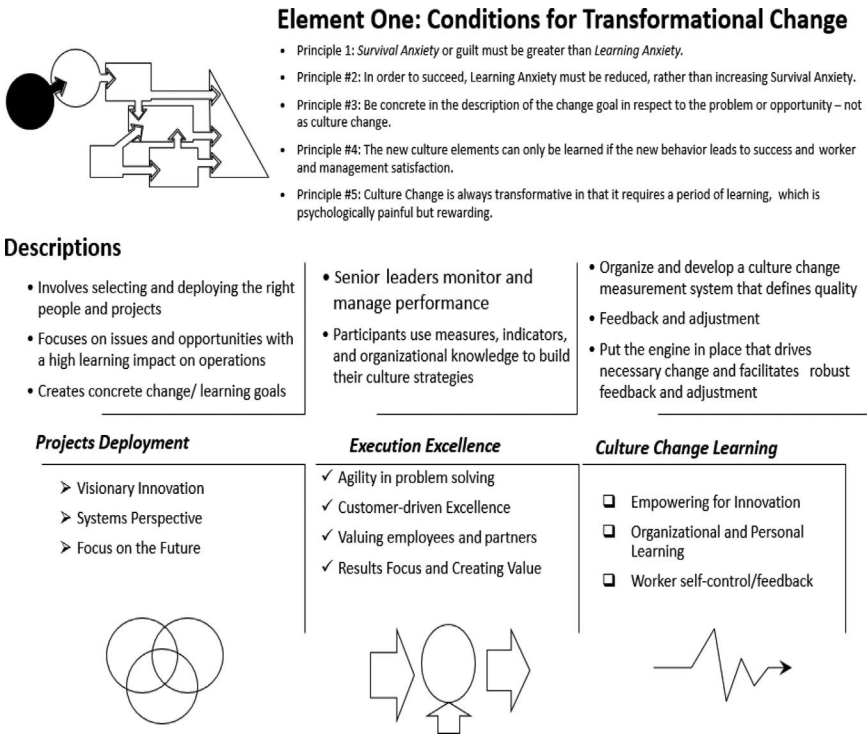 Element One: Conditions for Transformational Change
• Principle 1: Survival Anxiety or guilt must be greater than Learning Anxiety.
• Principle #2: In order to succeed, Learning Anxiety must be reduced, rather than increasing Survival Anxiety.
• Principle #3: Be concrete in the description of the change goal in respect to the problem or opportunity – not
as culture change.
• Principle #4: The new culture elements can only be learned if the new behavior leads to success and worker
and management satisfaction.
• Principle #5: Culture Change is always transformative in that it requires a period of learning, which is
psychologically painful but rewarding.
Descriptions
• Involves selecting and deploying the right
people and projects
• Focuses on issues and opportunities with
a high learning impact on operations
• Creates concrete change/ learning goals
• Senior leaders monitor and
manage performance
• Participants use measures, indicators,
and organizational knowledge to build
their culture strategies
• Organize and develop a culture change
measurement system that defines quality
• Feedback and adjustment
• Put the engine in place that drives
necessary change and facilitates robust
feedback and adjustment
Projects Deployment
➢ Visionary Innovation
➢ Systems Perspective
➢ Focus on the Future
Execution Excellence
✓ Agility in problem solving
✓ Customer-driven Excellence
✓ Valuing employees and partners
✓ Results Focus and Creating Value
Culture Change Learning
❑ Empowering for Innovation
❑ Organizational and Personal
Learning
❑ Worker self-control/feedback